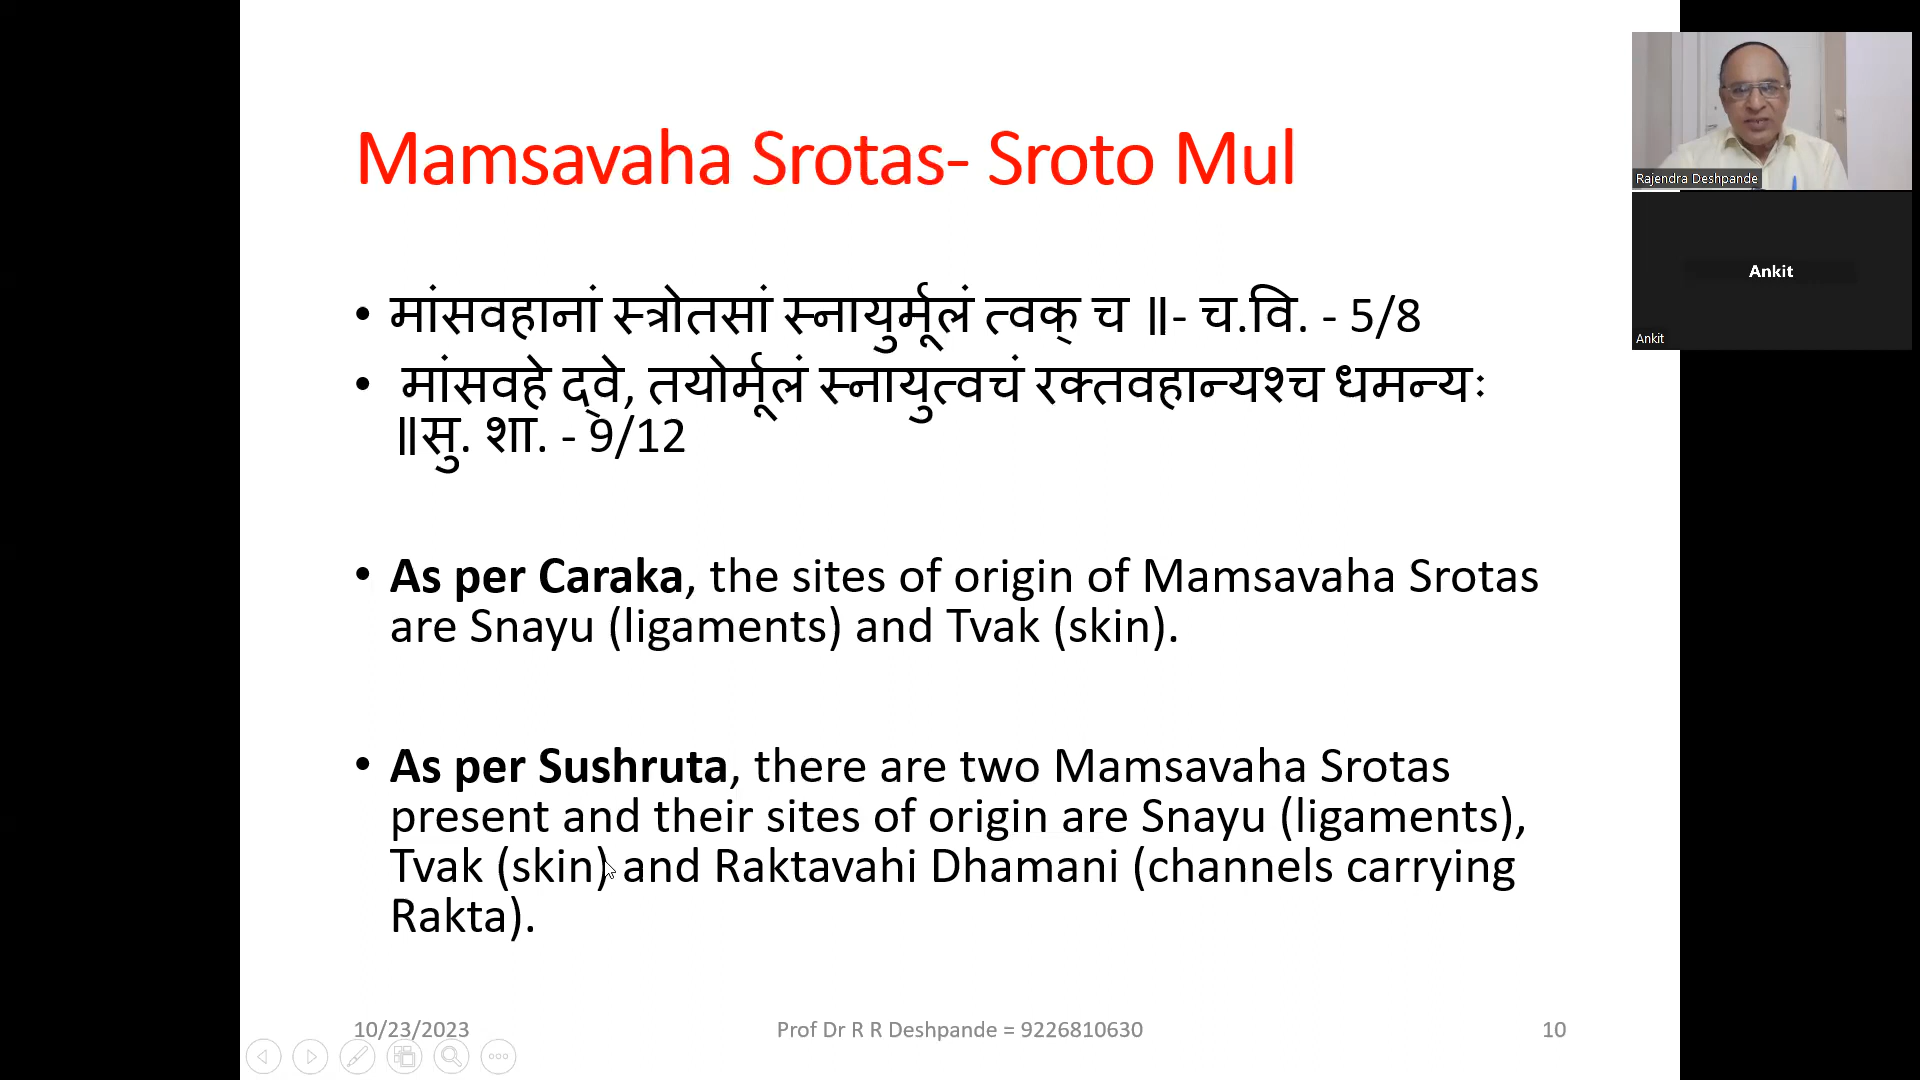 Mamsavaha Srotas- Sroto Mul
• मांसवहानां स्त्रोतसां स्नायुर्मूलं त्वक् च ॥- च.वि. - 5/8
• मांसवहे द्वे, तयोर्मूलं स्नायुत्वचं रक्तवहान्यश्च धमन्यः
॥सु. शा. - 9/12
• As per Caraka, the sites of origin of Mamsavaha Srotas
are Snayu (ligaments) and Tvak (skin).
• As per Sushruta, there are two Mamsavaha Srotas
present and their sites of origin are Snayu (ligaments),
Tvak (skin) and Raktavahi Dhamani (channels carrying
Rakta).
10/23/2023
Prof Dr R R Deshpande = 9226810630
10
Rajendra Deshpande
Ankit
Ankit